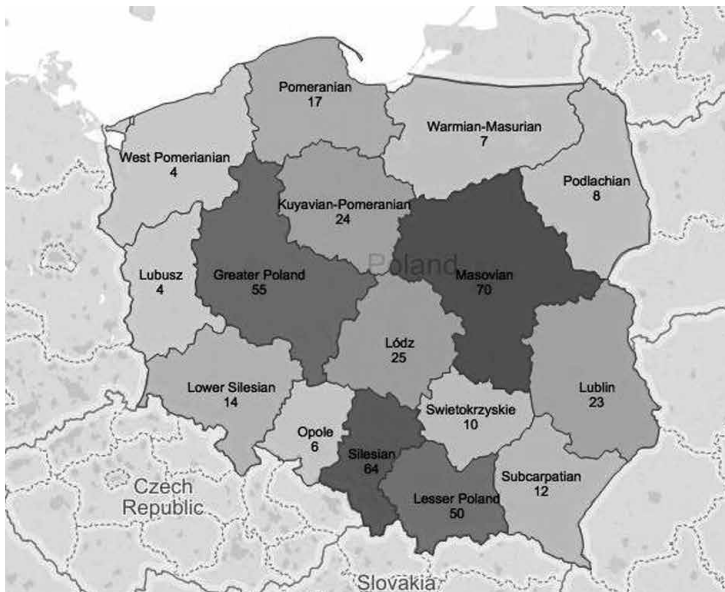 Pomeranian
17
Warmian-Masurian
7
West Pomerianian
4
Podlachian
8
Kuyavian-Pomeranian
24
Poland
Lubusz
4
Greater Poland
55
Masovian
70
Lódz
25
Lower Silesian
14
Lublin
23
Swietokrzyskie
10
Opole
6
Silesian
64
Subcarpatian
12
Lesser Poland
50
Czech
Republic
Slovakia